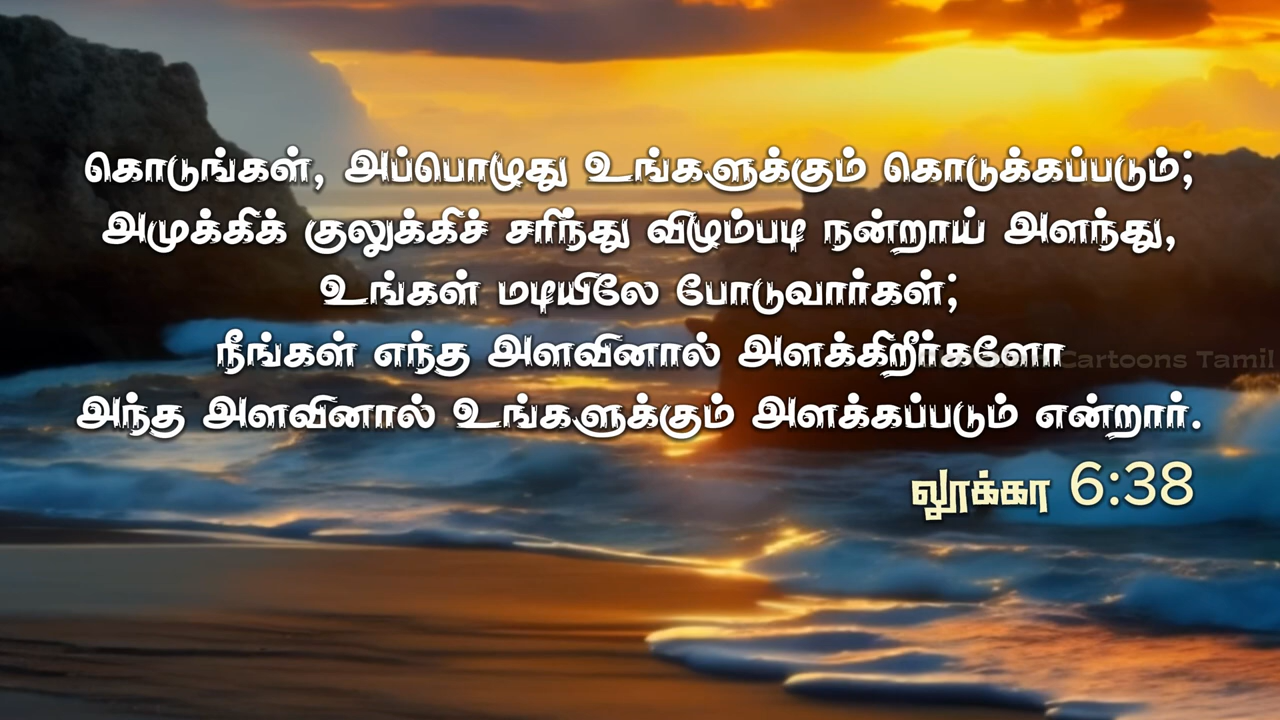 கொடுங்கள், அப்பொழுது உங்களுக்கும் கொடுக்கப்படும்;
அமுக்கிக் குலுக்கிச் சரிந்து விழும்படி நன்றாய் அளந்து,
உங்கள் மடியிலே போடுவார்கள்;
நீங்கள் எந்த அளவினால் அளக்கிறீர்களோ
Cartoons Tamil
அந்த அளவினால் உங்களுக்கும் அளக்கப்படும் என்றார்.
லூக்கா 6:38